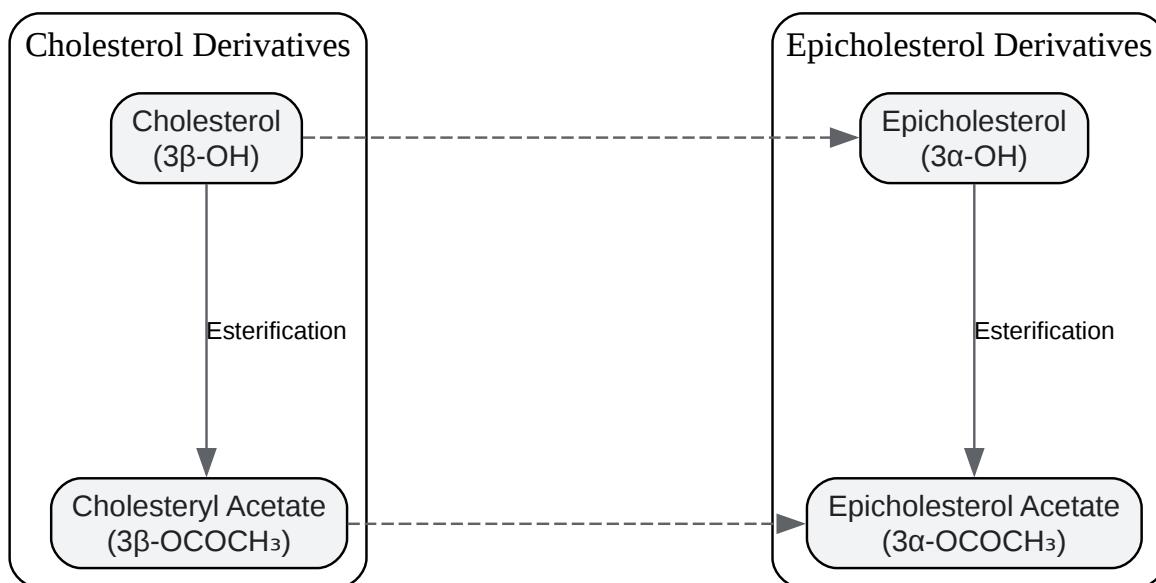 Cholesterol Derivatives
Epicholesterol Derivatives
Cholesterol
(3β-OH)
Epicholesterol
(3α-OH)
Esterification
Esterification
Cholesteryl Acetate
(3β-OCOCH₃)
Epicholesterol Acetate
(3α-OCOCH₃)